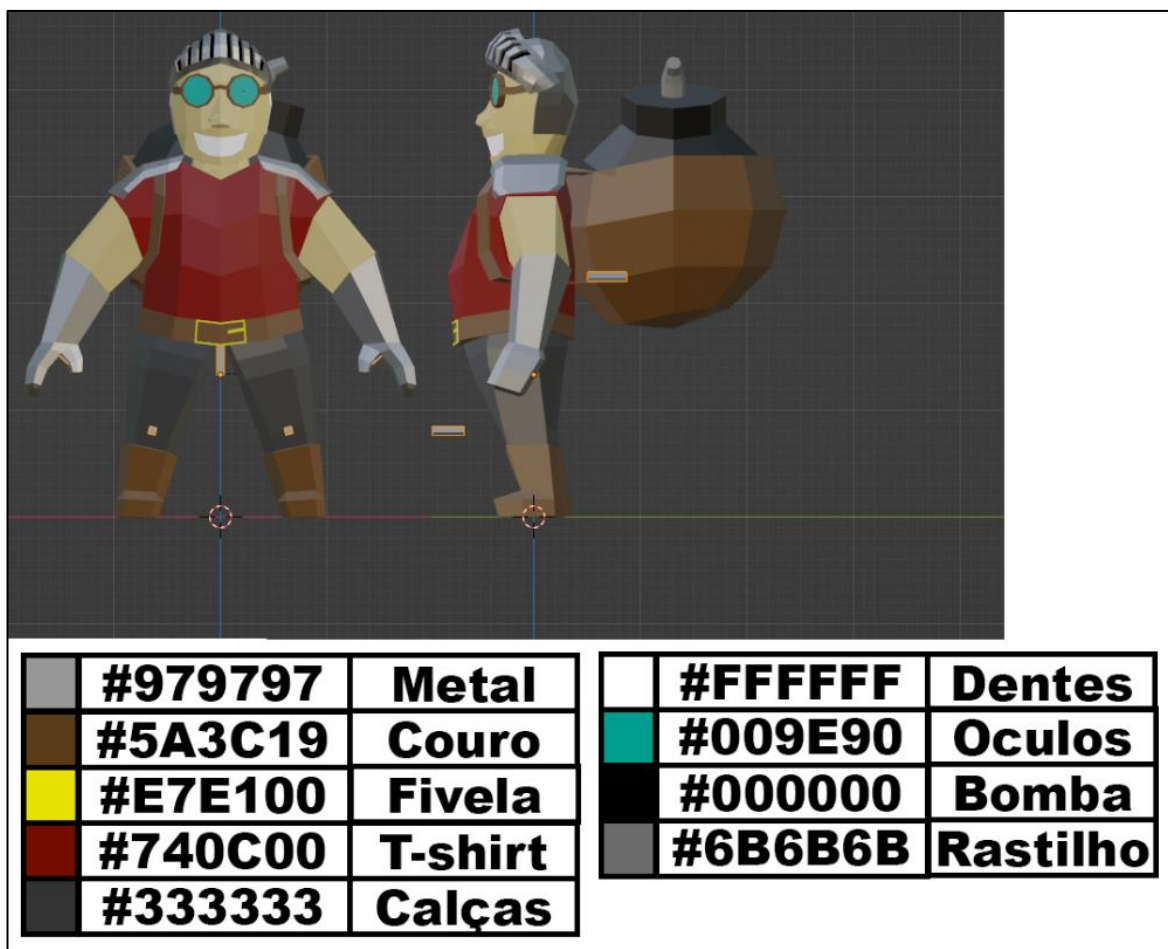 #979797 Metal
#5A3C19 Couro
#E7E100 Fivela
#740C00 T-shirt
#333333 Calças
#FFFFFF Dentes
#009E90 Oculos
#000000 Bomba
#6B6B6B Rastilho